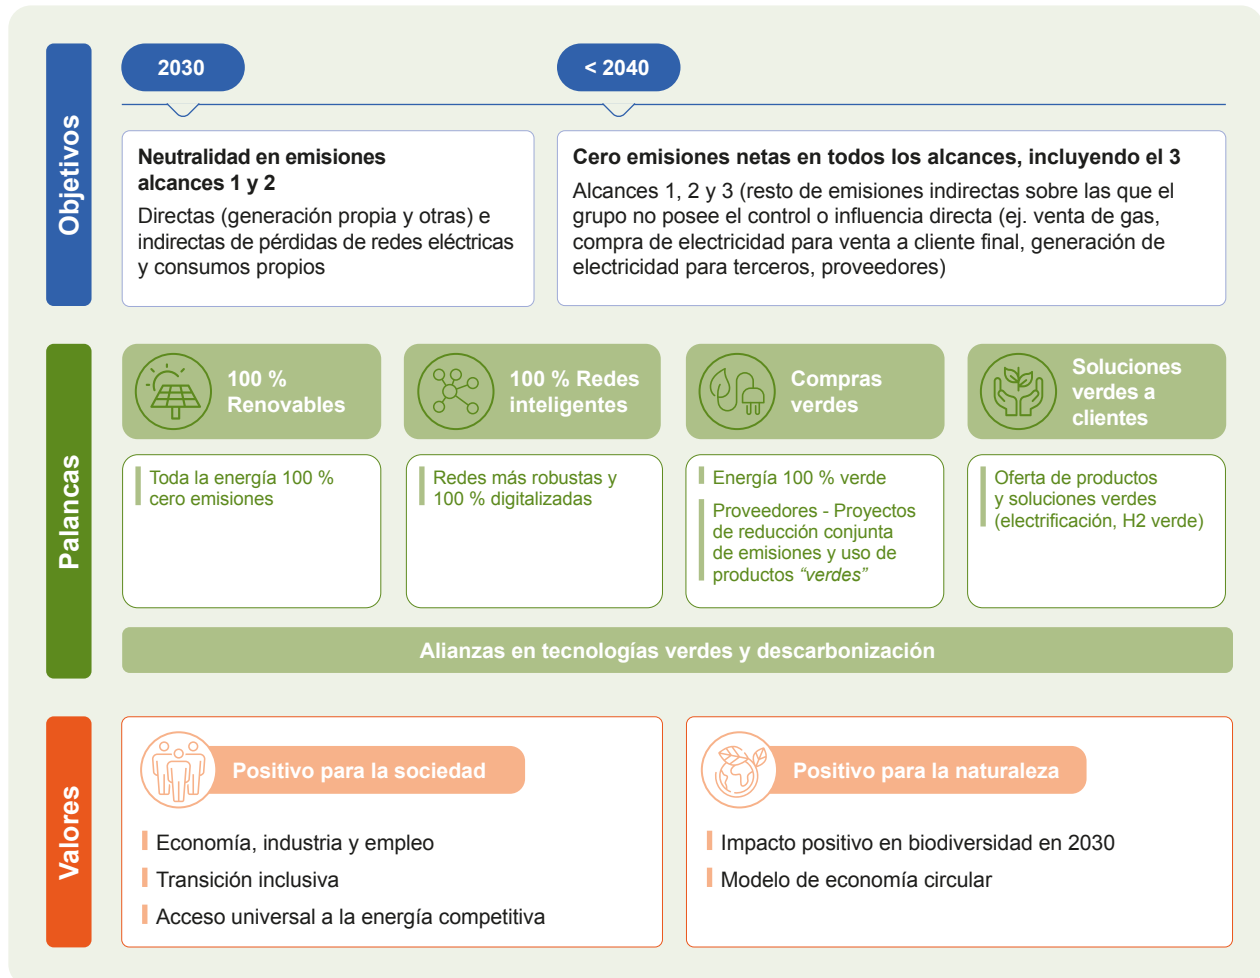 Objetivos
2030
< 2040
Neutralidad en emisiones
alcances 1 y 2
Directas (generación propia y otras) e
indirectas de pérdidas de redes eléctricas
y consumos propios
Cero emisiones netas en todos los alcances, incluyendo el 3
Alcances 1, 2 y 3 (resto de emisiones indirectas sobre las que el
grupo no posee el control o influencia directa (ej. venta de gas,
compra de electricidad para venta a cliente final, generación de
electricidad para terceros, proveedores)
Palancas
100 %
Renovables
Toda la energía 100 %
cero emisiones
100 % Redes
inteligentes
Redes más robustas y
100 % digitalizadas
Compras
verdes
Energía 100 % verde
Proveedores - Proyectos
de reducción conjunta
de emisiones y uso de
productos “verdes”
Soluciones
verdes a
clientes
Oferta de productos
y soluciones verdes
(electrificación, H2 verde)
Alianzas en tecnologías verdes y descarbonización
Valores
Positivo para la sociedad
Economía, industria y empleo
Transición inclusiva
Acceso universal a la energía competitiva
Positivo para la naturaleza
Impacto positivo en biodiversidad en 2030
Modelo de economía circular